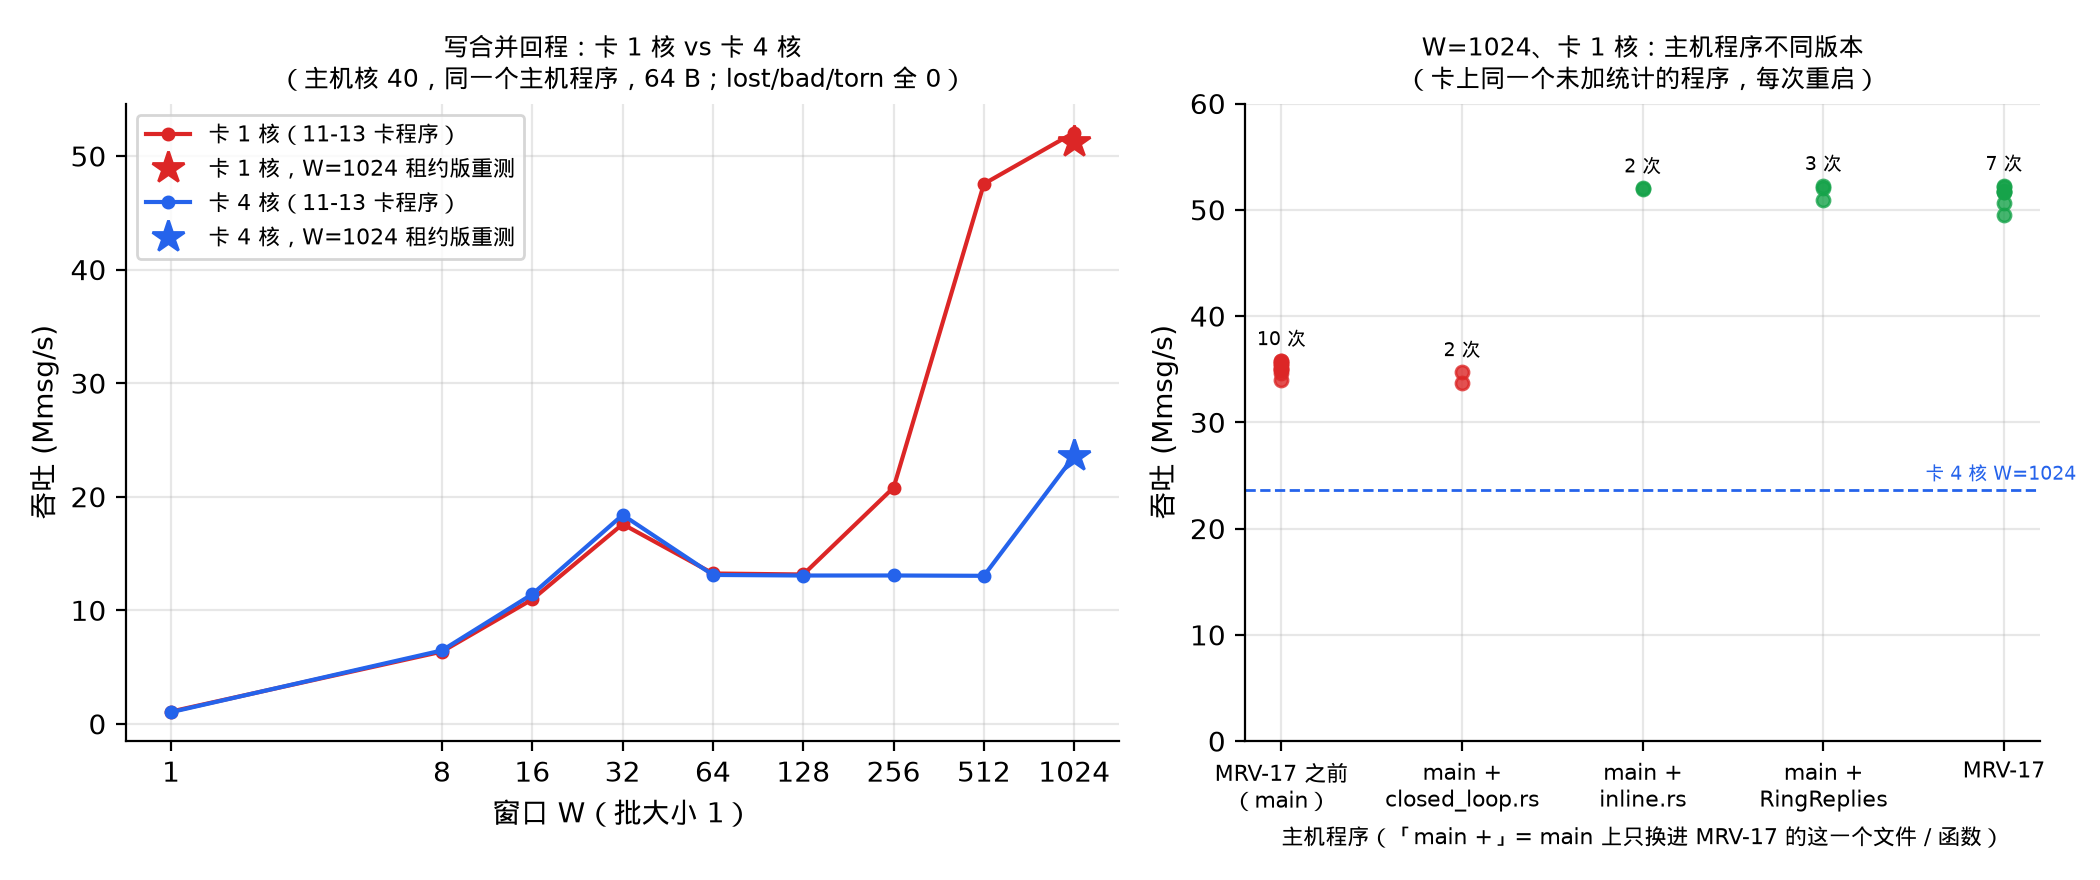 写合并回程：卡 1 核 vs 卡 4 核
（主机核 40，同一个主机程序，64 B；lost/bad/torn 全 0）
卡 1 核（11-13 卡程序）
卡 1 核，W=1024 租约版重测
卡 4 核（11-13 卡程序）
卡 4 核，W=1024 租约版重测
吞吐 (Mmsg/s)
50
40
30
20
10
0
1 8 16 32 64 128 256 512 1024
窗口 W（批大小 1）
W=1024、卡 1 核：主机程序不同版本
（卡上同一个未加统计的程序，每次重启）
吞吐 (Mmsg/s)
60
50
40
30
20
10
0
10 次
2 次
2 次
3 次
7 次
卡 4 核 W=1024
MRV-17 之前
（main）
main +
closed_loop.rs
main +
inline.rs
main +
RingReplies
MRV-17
主机程序（「main +」= main 上只换进 MRV-17 的这一个文件 / 函数）